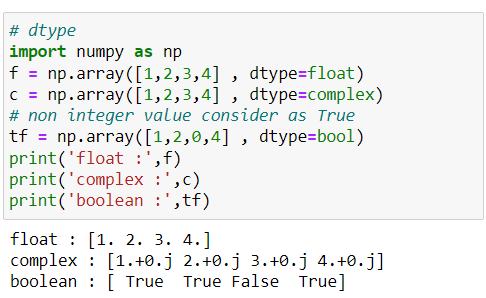 # dtype
import numpy as np
f = np.array([1,2,3,4] , dtype=float)
c = np.array([1,2,3,4] , dtype=complex)
# non integer value consider as True
tf = np.array([1,2,0,4] , dtype=bool)
print('float :',f)
print('complex :',c)
print('boolean :',tf)
float : [1. 2. 3. 4.]
complex : [1.+0.j 2.+0.j 3.+0.j 4.+0.j]
boolean : [ True  True False  True]